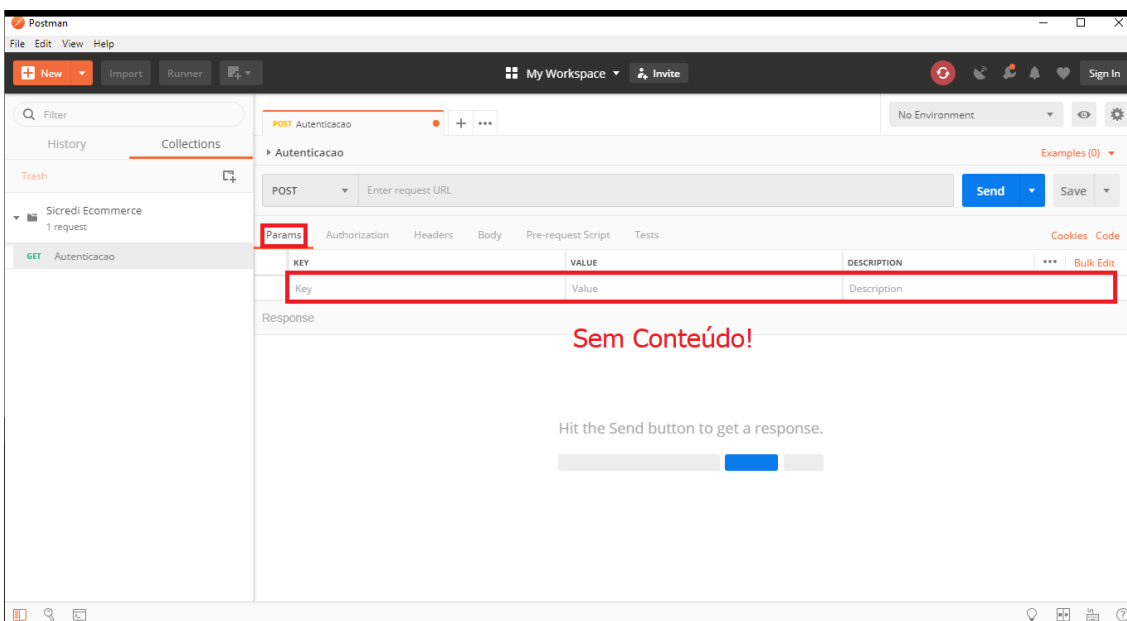 Postman
File Edit View Help
New Import Runner My Workspace Invite Sign In
Filter
History Collections
Trash
Sicredi Ecommerce
1 request
GET Autenticacao
POST Autenticacao
No Environment
Autenticacao
Examples (0)
POST Enter request URL Send Save
Params Authorization Headers Body Pre-request Script Tests Cookies Code
KEY VALUE DESCRIPTION Bulk Edit
Key Value Description
Response
Sem Conteúdo!
Hit the Send button to get a response.